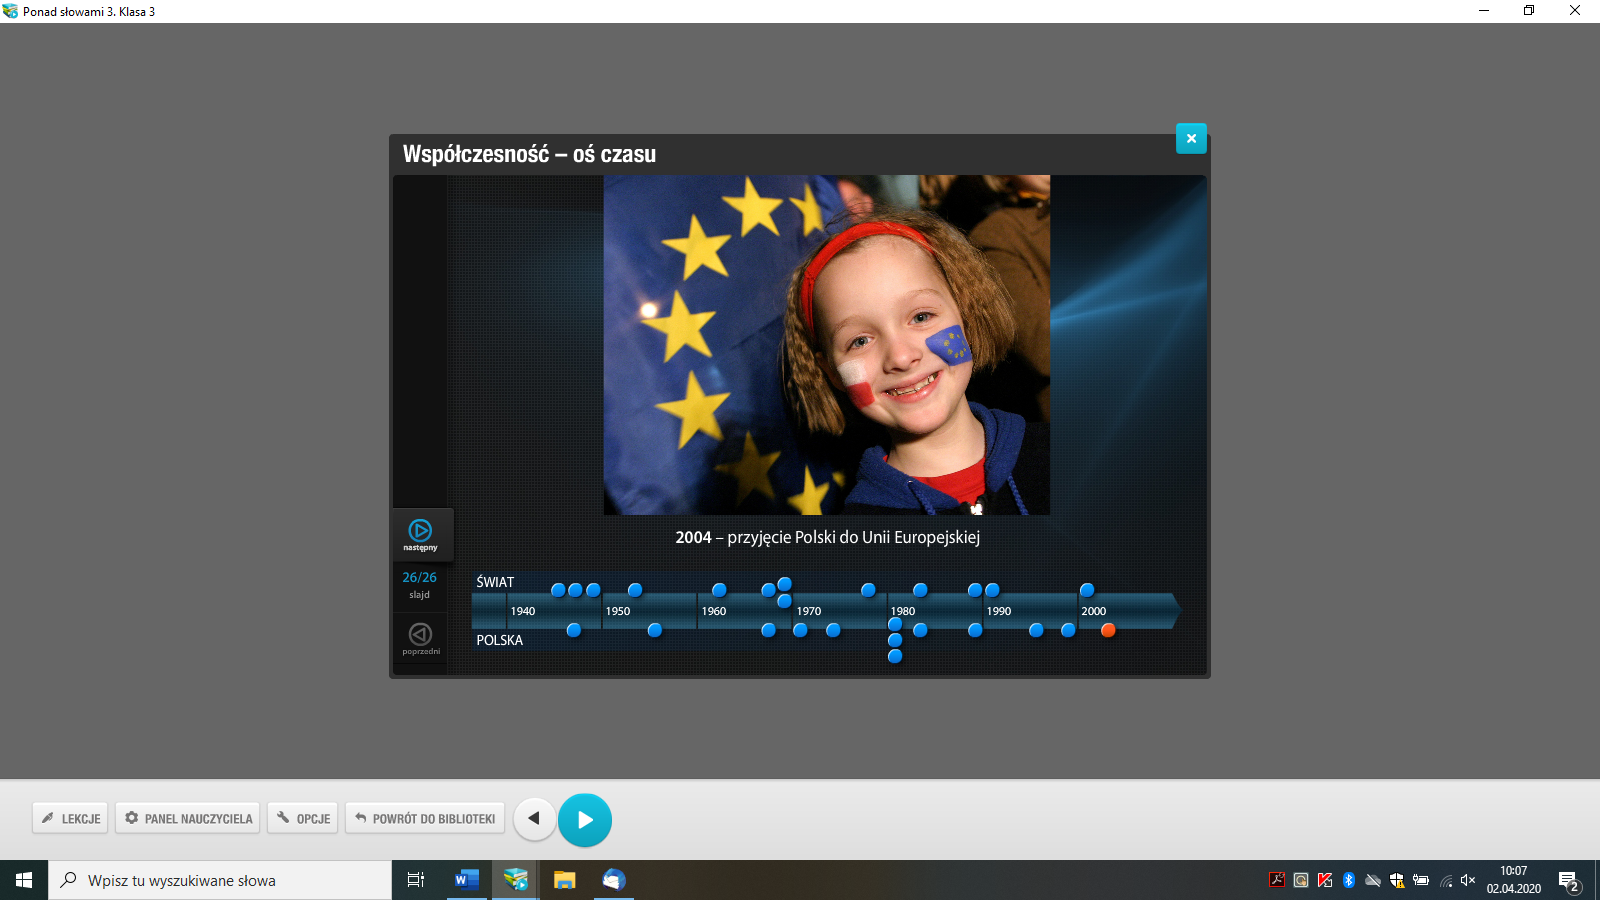 Ponad słowami 3. Klasa 3
Współczesność – oś czasu
2004 – przyjęcie Polski do Unii Europejskiej
następny
26/26
slajd
poprzedni
ŚWIAT
1940 1950 1960 1970 1980 1990 2000
POLSKA
LEKCJE PANEL NAUCZYCIELA OPCJE POWRÓT DO BIBLIOTEKI
Wpisz tu wyszukiwane słowa
10:07
02.04.2020
2